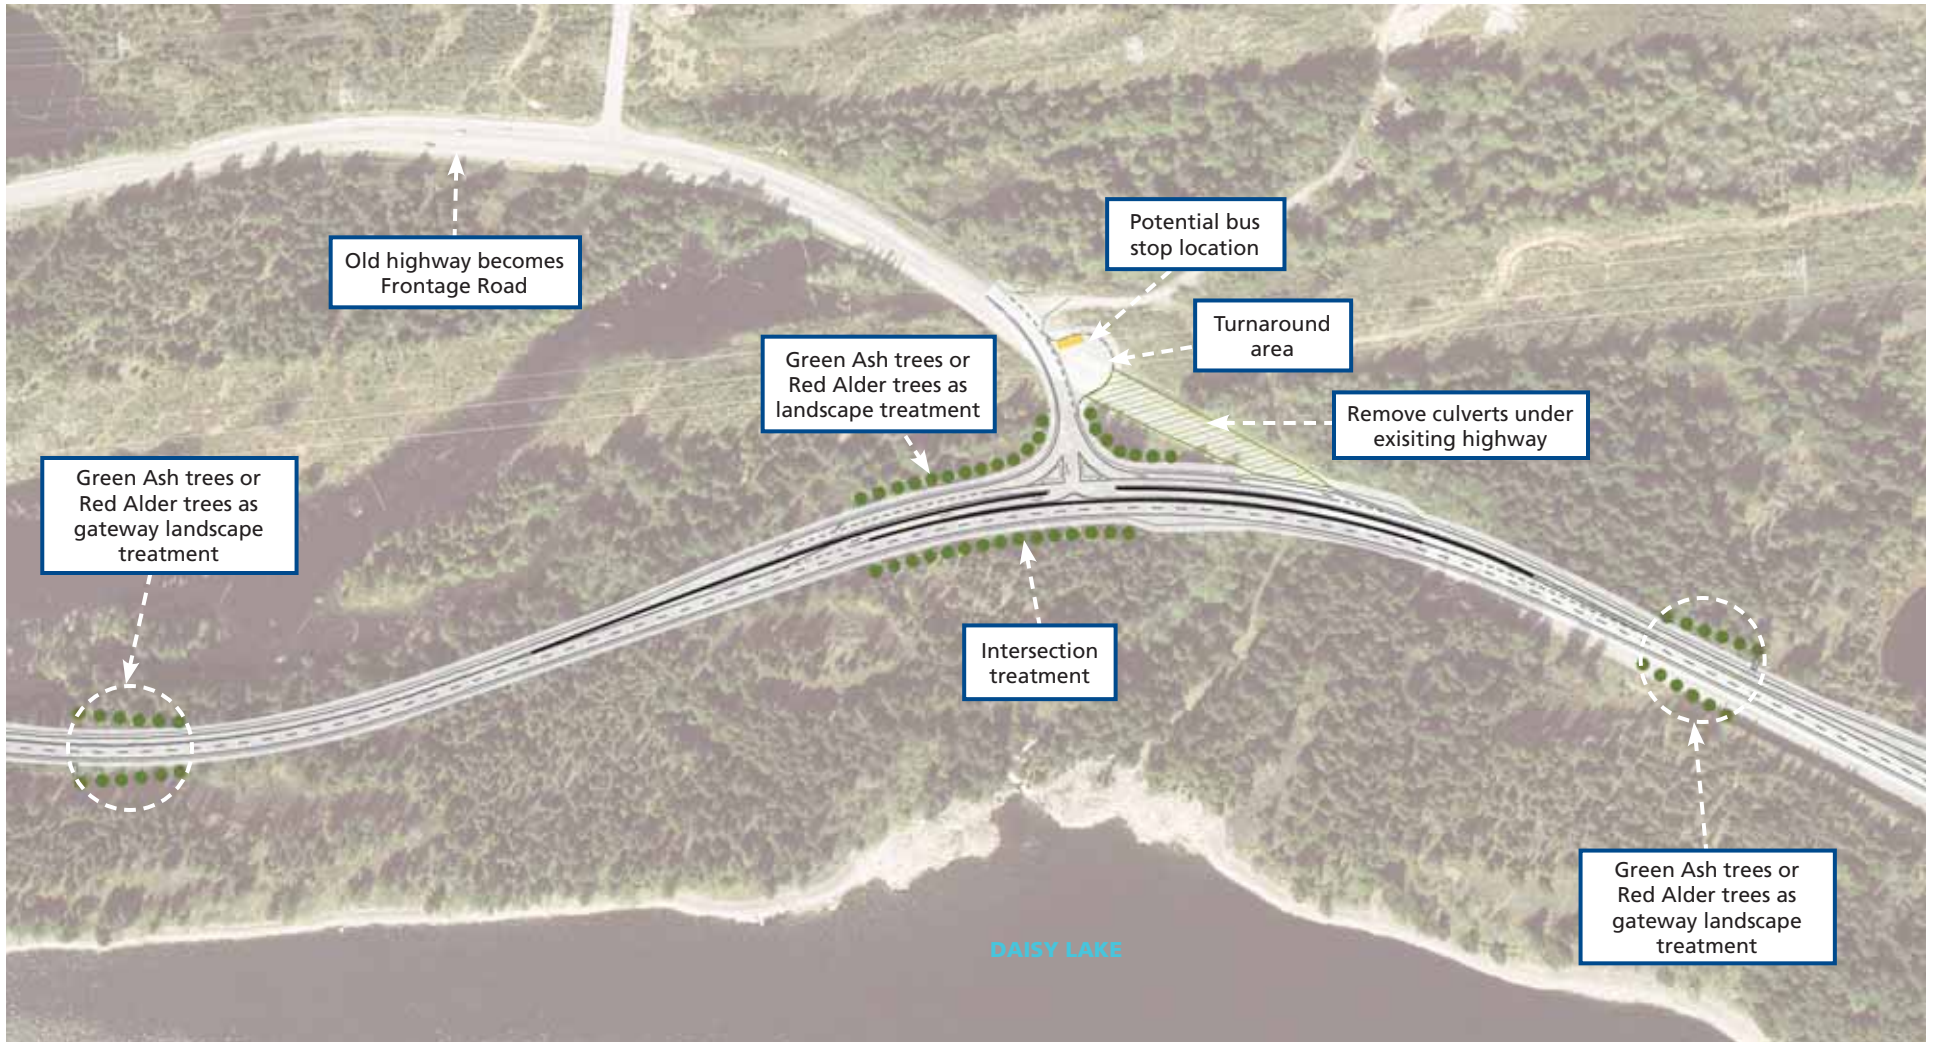 Potential bus
stop location
Old highway becomes
Frontage Road
Turnaround
area
Green Ash trees or
Red Alder trees as
landscape treatment
Remove culverts under
exisiting highway
Green Ash trees or
Red Alder trees as
gateway landscape
treatment
Intersection
treatment
Green Ash trees or
Red Alder trees as
gateway landscape
treatment
DAISY LAKE